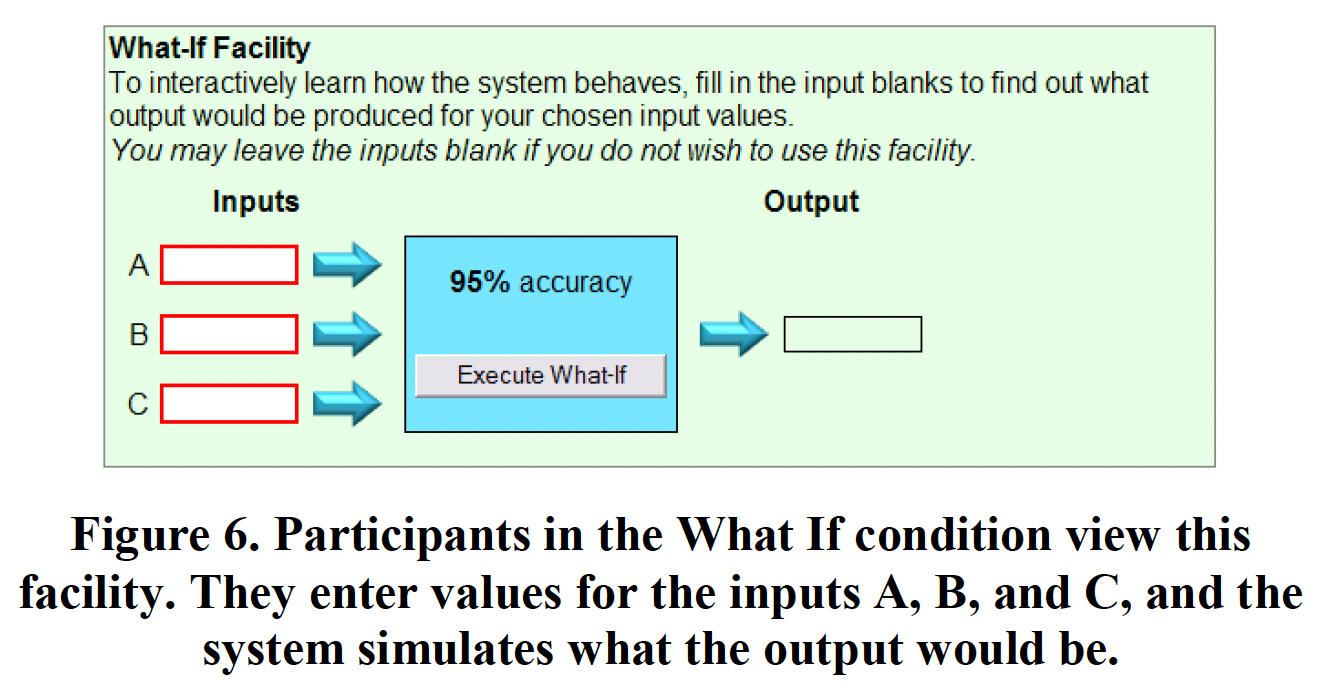 What-If Facility
To interactively learn how the system behaves, fill in the input blanks to find out what
output would be produced for your chosen input values.
You may leave the inputs blank if you do not wish to use this facility.
Inputs
Output
A
95% accuracy
B
Execute What-If
C
Figure 6. Participants in the What If condition view this
facility. They enter values for the inputs A, B, and C, and the
system simulates what the output would be.